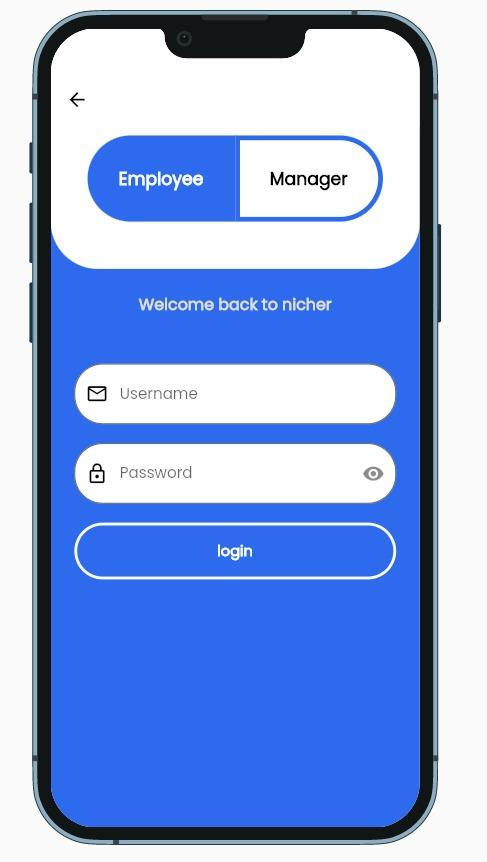 Employee Manager
Welcome back to nicher
Username
Password
login